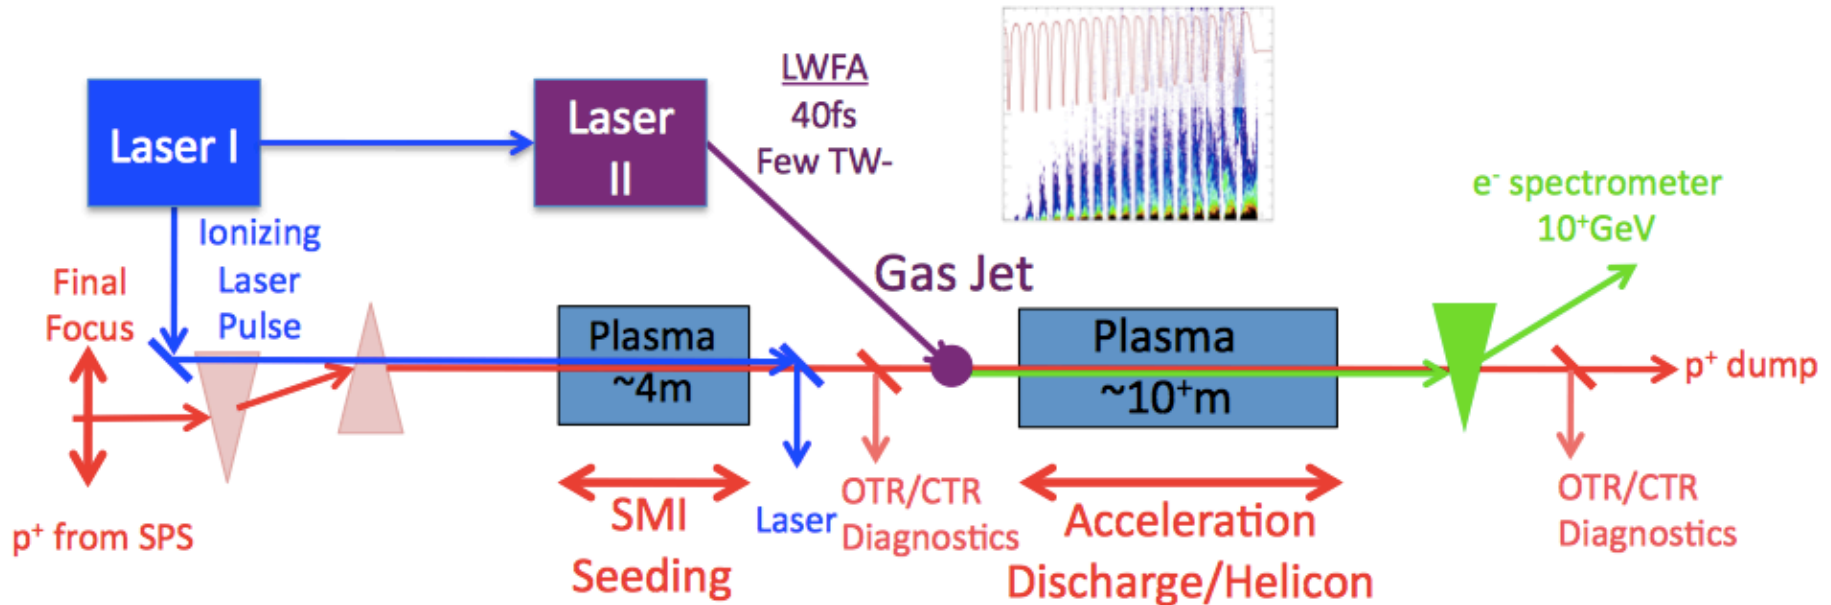 Laser I
Laser
II
LWFA
40fs
Few TW-
e⁻ spectrometer
10⁺GeV
Ionizing
Laser
Pulse
Final
Focus
Gas Jet
Plasma
~4m
Plasma
~10⁺m
p⁺ dump
p⁺ from SPS
SMI
Seeding
Laser
OTR/CTR
Diagnostics
Acceleration
Discharge/Helicon
OTR/CTR
Diagnostics